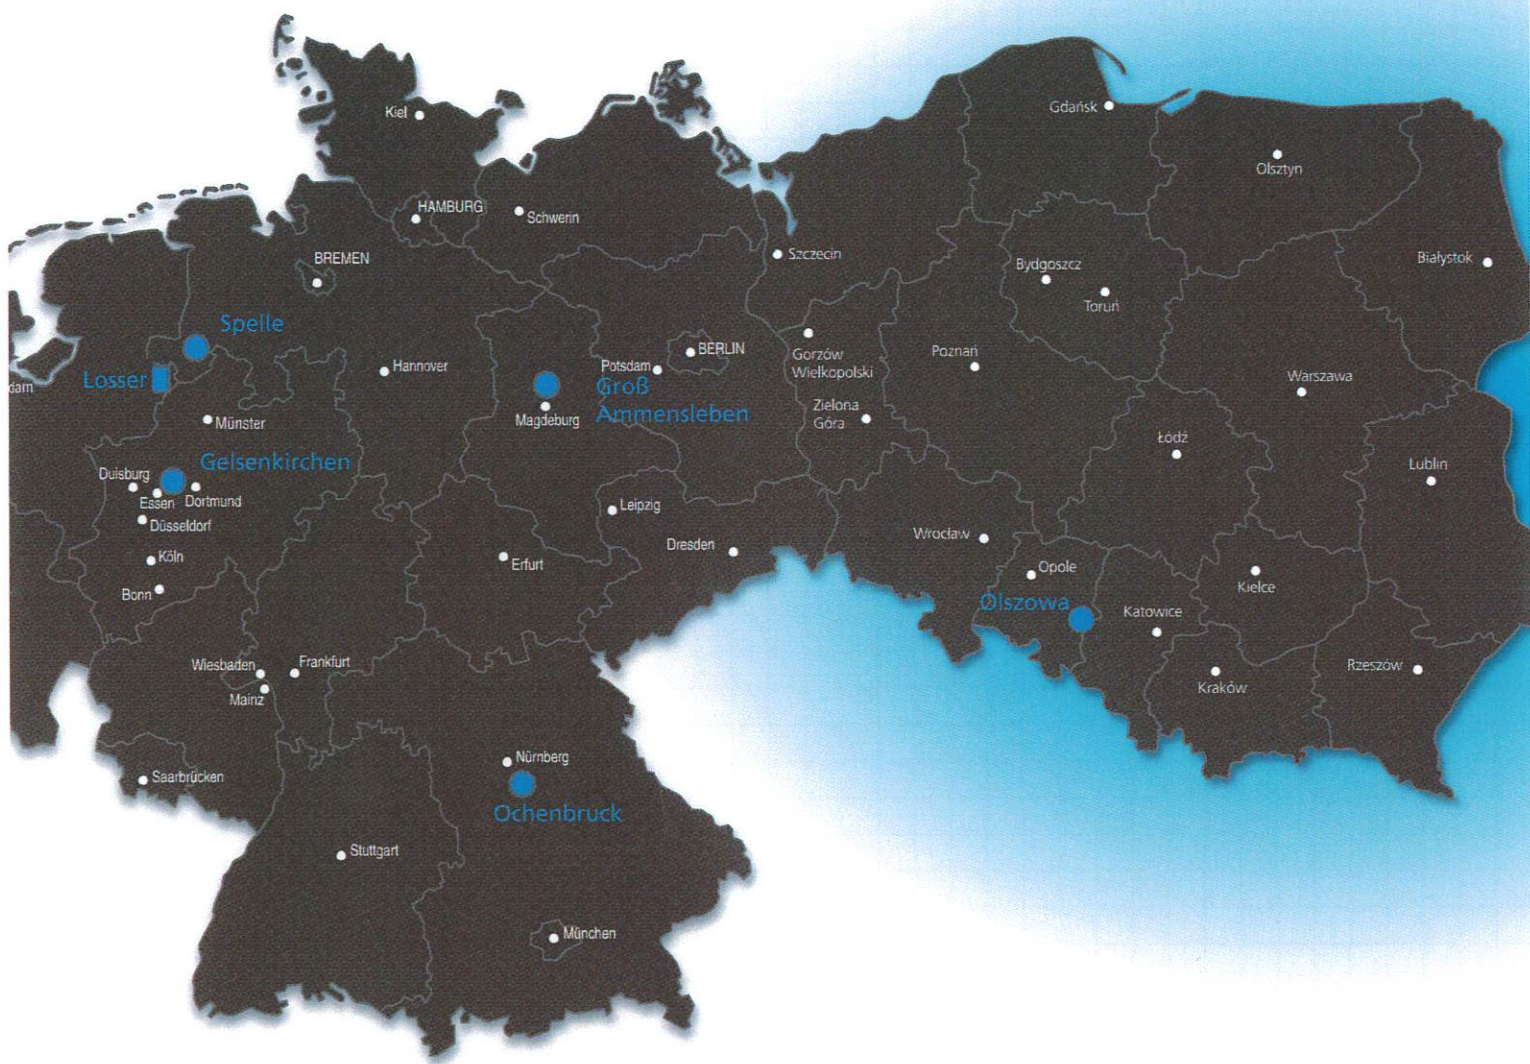 Kiel
Gdańsk
Olsztyn
HAMBURG
Schwerin
Szczecin
BREMEN
Białystok
Bydgoszcz
Toruń
Spelle
Losser
dam
Hannover
Potsdam
BERLIN
Gorzów
Wielkopolski
Poznań
Warszawa
Groß
Ammensleben
Magdeburg
Zielona
Góra
Münster
Łódź
Gelsenkirchen
Duisburg
Essen
Dortmund
Lublin
Düsseldorf
Leipzig
Wrocław
Köln
Erfurt
Dresden
Opole
Kielce
Bonn
Olszowa
Katowice
Wiesbaden
Frankfurt
Mainz
Kraków
Rzeszów
Nürnberg
Saarbrücken
Ochenbruck
Stuttgart
München